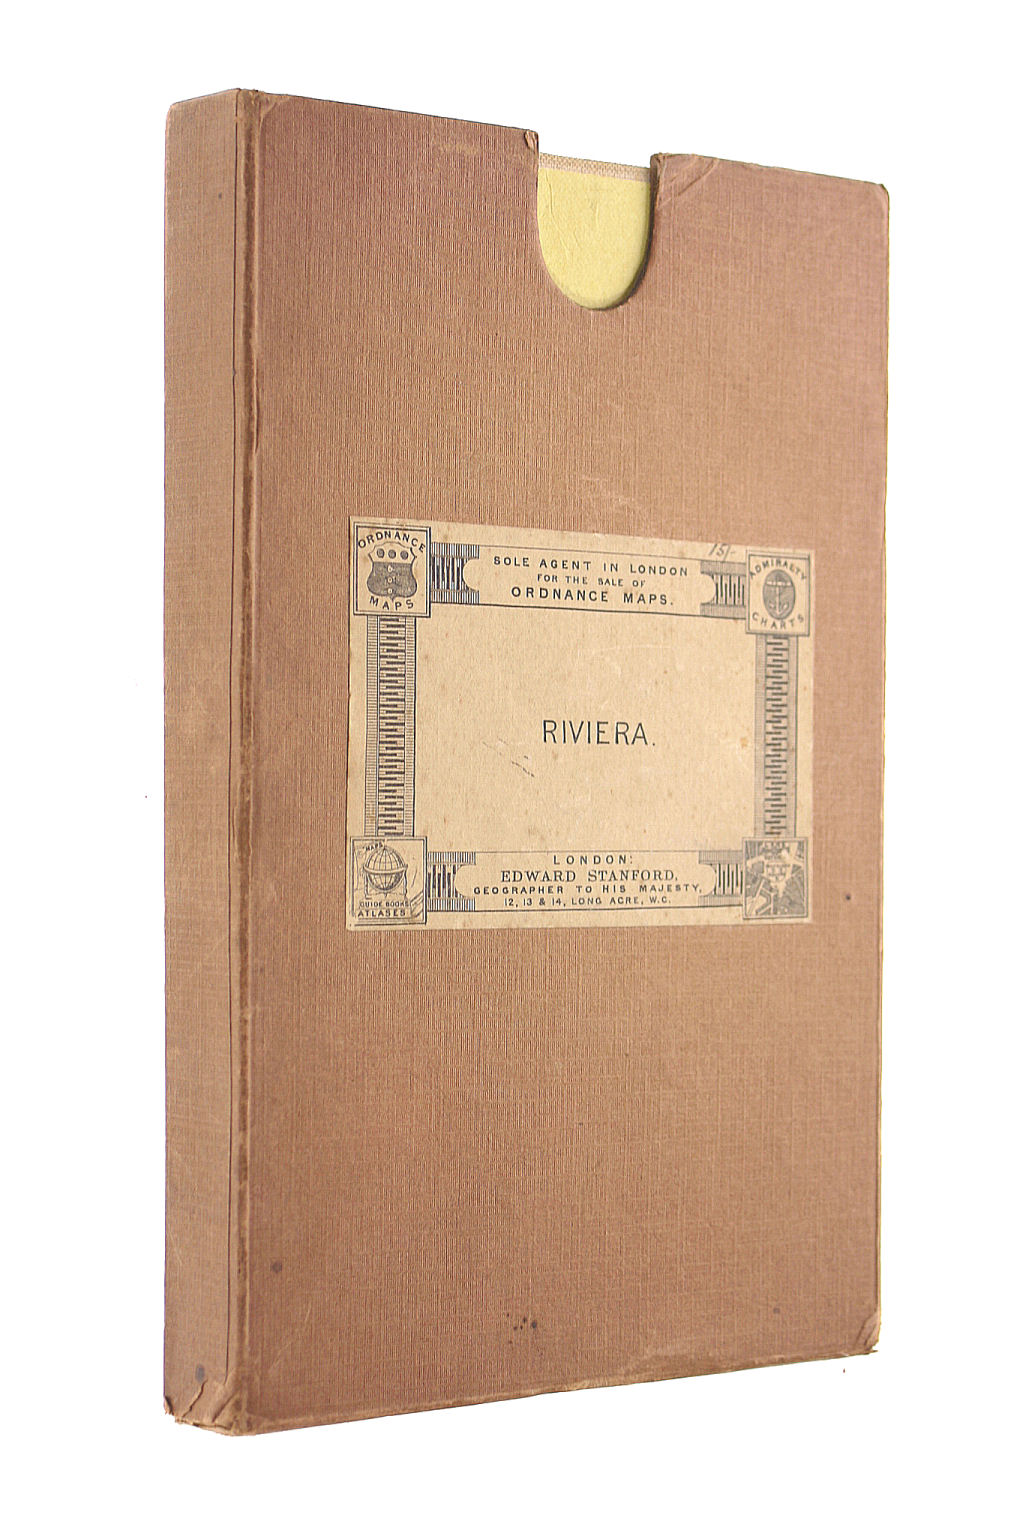 15/-
ORDNANCE
MAPS
SOLE AGENT IN LONDON
FOR THE SALE OF
ORDNANCE MAPS.
ADMIRALTY
CHARTS
RIVIERA.
MAPS
GUIDE BOOKS
ATLASES
LONDON:
EDWARD STANFORD,
GEOGRAPHER TO HIS MAJESTY,
12, 13 & 14, LONG ACRE, W.C.